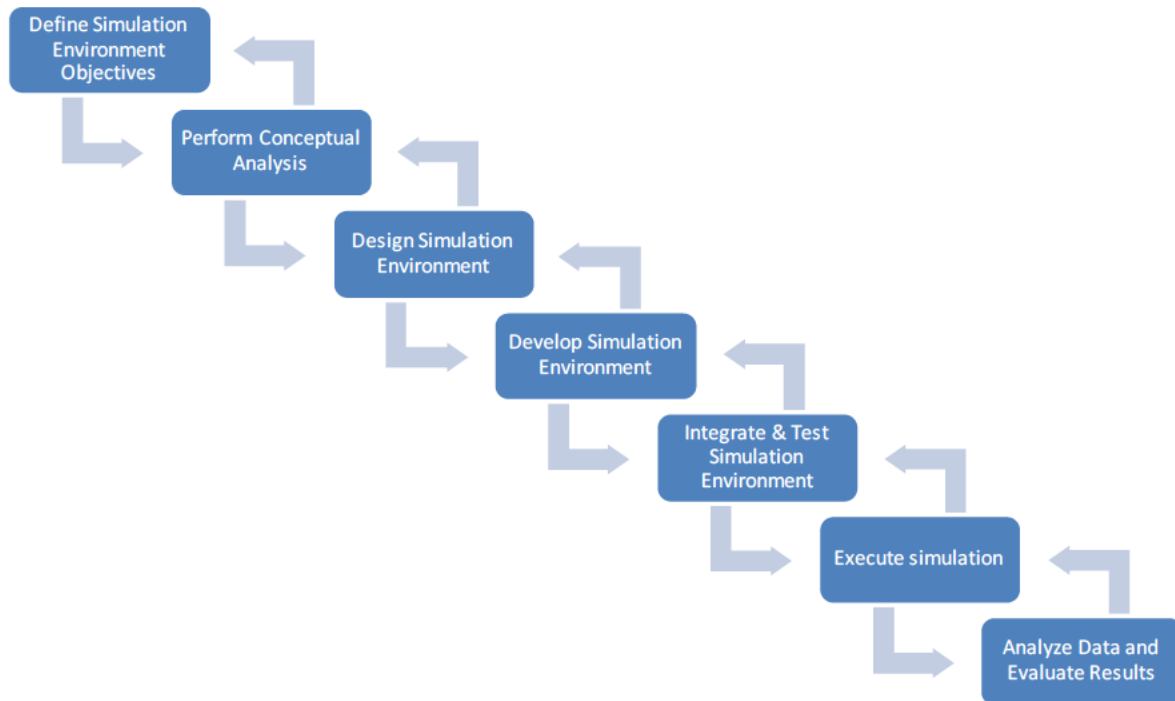 Define Simulation
Environment
Objectives
Perform Conceptual
Analysis
Design Simulation
Environment
Develop Simulation
Environment
Integrate & Test
Simulation
Environment
Execute simulation
Analyze Data and
Evaluate Results